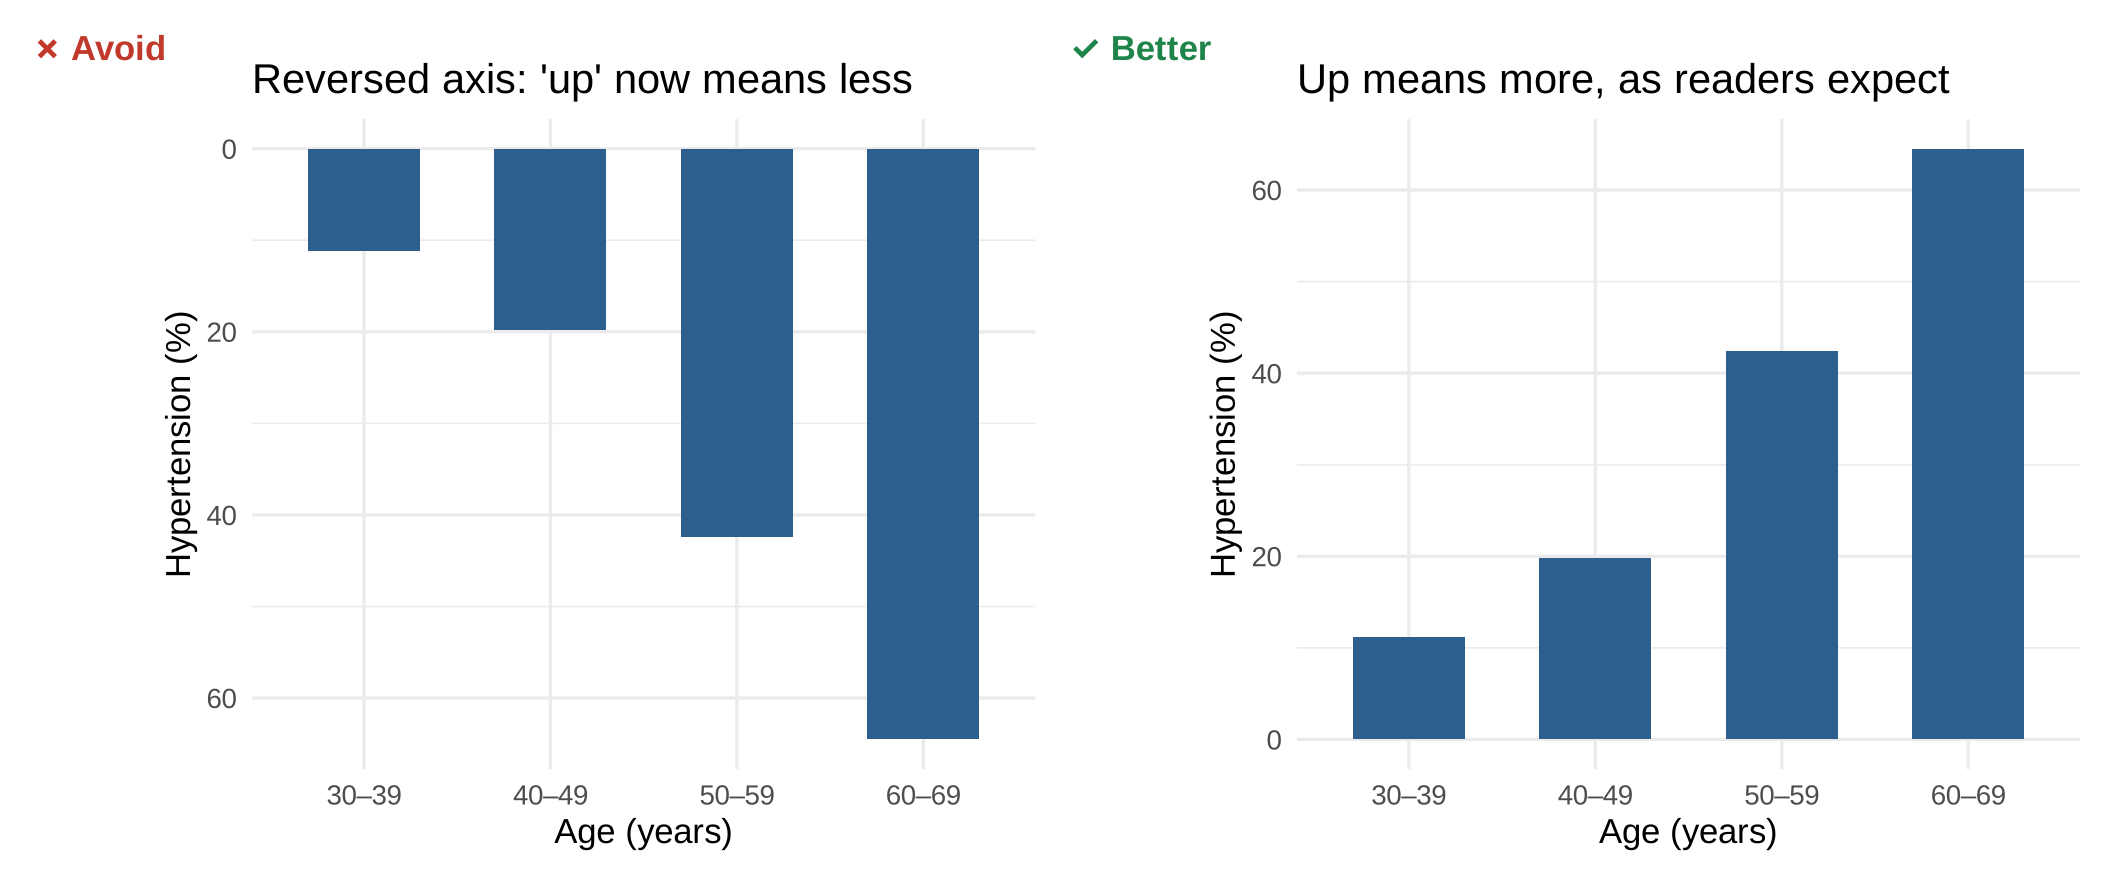 ✖ Avoid
Reversed axis: 'up' now means less
Hypertension (%)
0
20
40
60
30–39 40–49 50–59 60–69
Age (years)
✔ Better
Up means more, as readers expect
Hypertension (%)
60
40
20
0
30–39 40–49 50–59 60–69
Age (years)